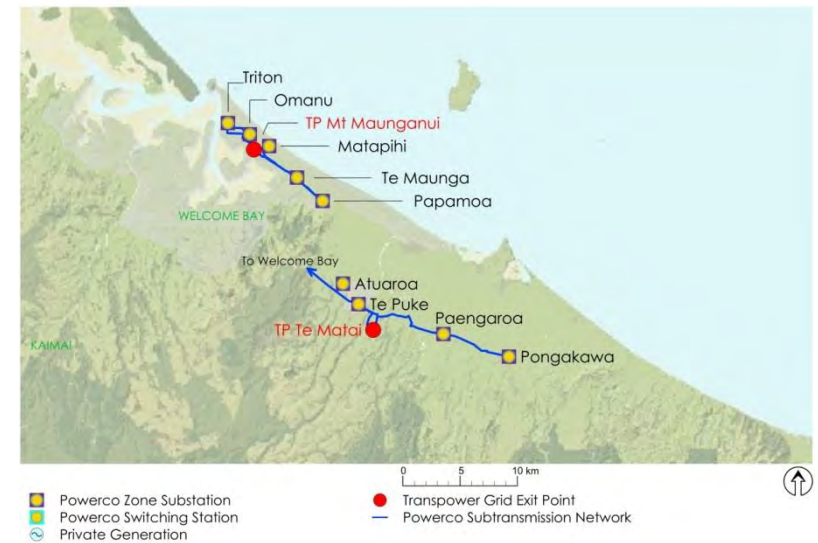 Triton
Omanu
TP Mt Maunganui
Matapihi
Te Maunga
Papamoa
WELCOME BAY
To Welcome Bay
Atuaroa
Te Puke
Paengaroa
TP Te Matai
KAIMAI
Pongakawa
0 5 10 km
Powerco Zone Substation
Powerco Switching Station
Private Generation
Transpower Grid Exit Point
Powerco Subtransmission Network